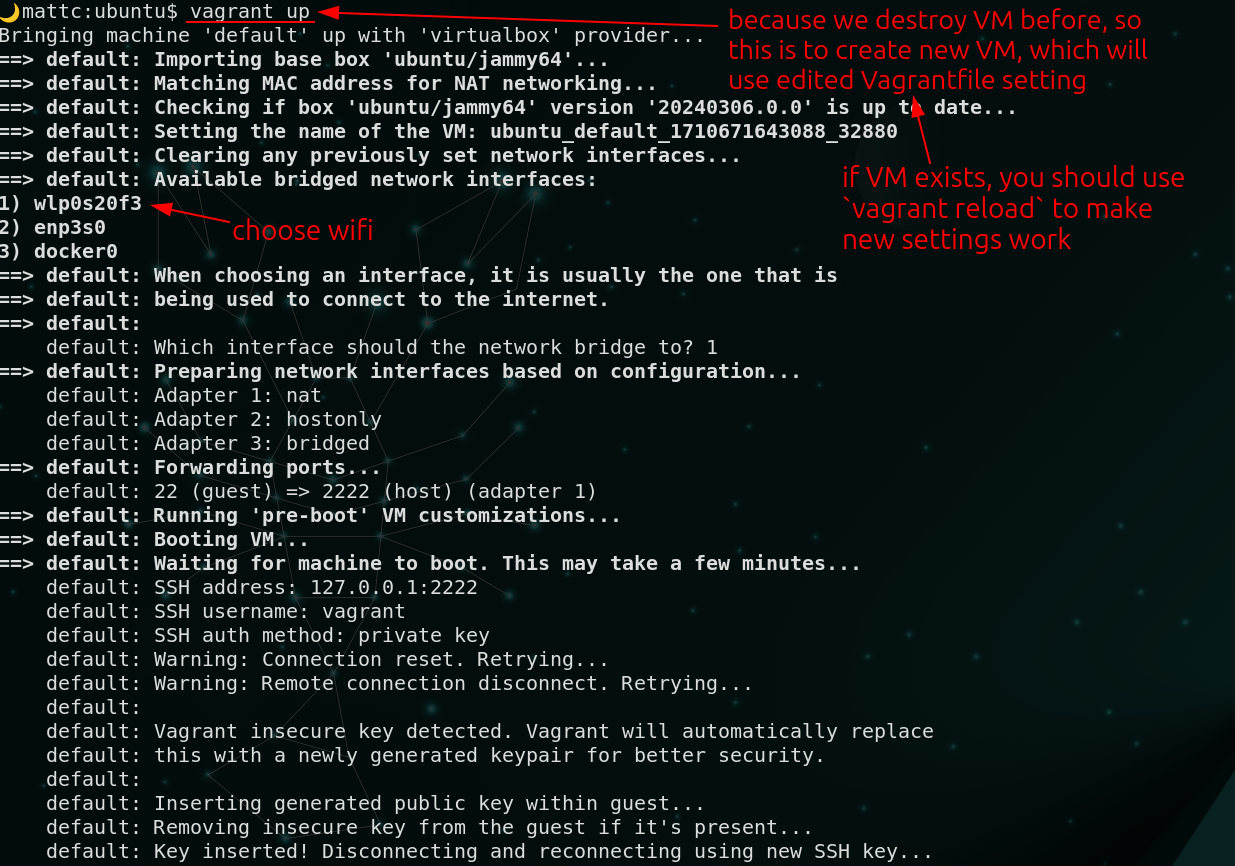 🌙mattc:ubuntu$ vagrant up
Bringing machine 'default' up with 'virtualbox' provider...
==> default: Importing base box 'ubuntu/jammy64'...
==> default: Matching MAC address for NAT networking...
==> default: Checking if box 'ubuntu/jammy64' version '20240306.0.0' is up to date...
==> default: Setting the name of the VM: ubuntu_default_1710671643088_32880
==> default: Clearing any previously set network interfaces...
==> default: Available bridged network interfaces:
1) wlp0s20f3
2) enp3s0
3) docker0
==> default: When choosing an interface, it is usually the one that is
==> default: being used to connect to the internet.
==> default:
    default: Which interface should the network bridge to? 1
==> default: Preparing network interfaces based on configuration...
    default: Adapter 1: nat
    default: Adapter 2: hostonly
    default: Adapter 3: bridged
==> default: Forwarding ports...
    default: 22 (guest) => 2222 (host) (adapter 1)
==> default: Running 'pre-boot' VM customizations...
==> default: Booting VM...
==> default: Waiting for machine to boot. This may take a few minutes...
    default: SSH address: 127.0.0.1:2222
    default: SSH username: vagrant
    default: SSH auth method: private key
    default: Warning: Connection reset. Retrying...
    default: Warning: Remote connection disconnect. Retrying...
    default:
    default: Vagrant insecure key detected. Vagrant will automatically replace
    default: this with a newly generated keypair for better security.
    default:
    default: Inserting generated public key within guest...
    default: Removing insecure key from the guest if it's present...
    default: Key inserted! Disconnecting and reconnecting using new SSH key...
because we destroy VM before, so
this is to create new VM, which will
use edited Vagrantfile setting
if VM exists, you should use
`vagrant reload` to make
new settings work
choose wifi